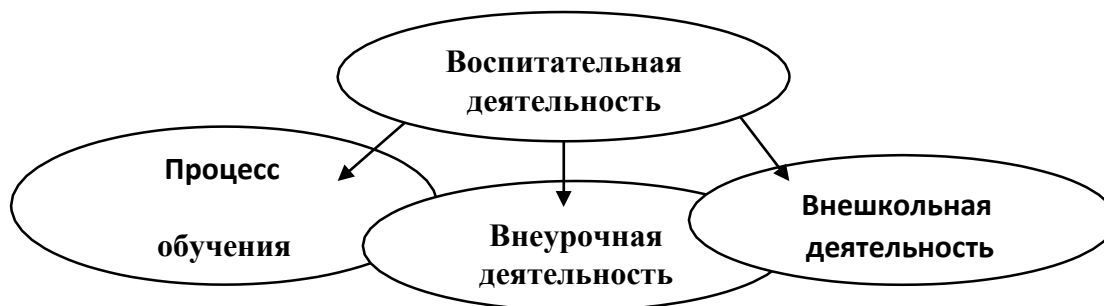 Воспитательная
деятельность
Процесс
обучения
Внеурочная
деятельность
Внешкольная
деятельность